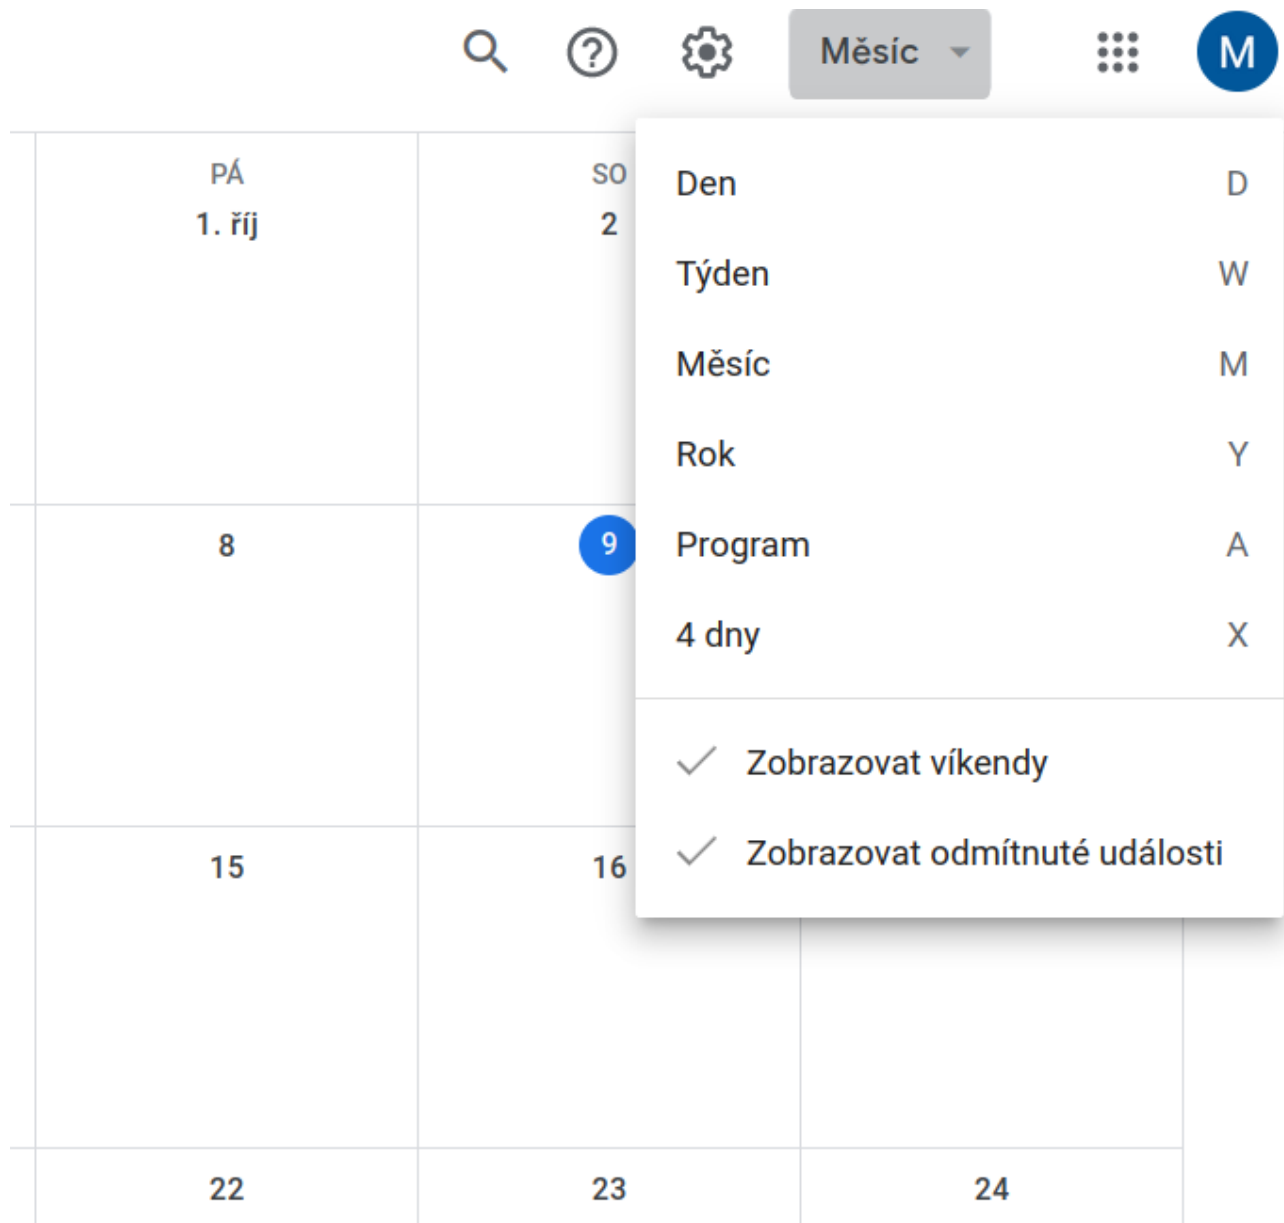 Měsíc
M
PÁ
SO
1. říj
2
Den D
Týden W
Měsíc M
Rok Y
8
9
Program A
4 dny X
Zobrazovat víkendy
Zobrazovat odmítnuté události
15
16
22
23
24